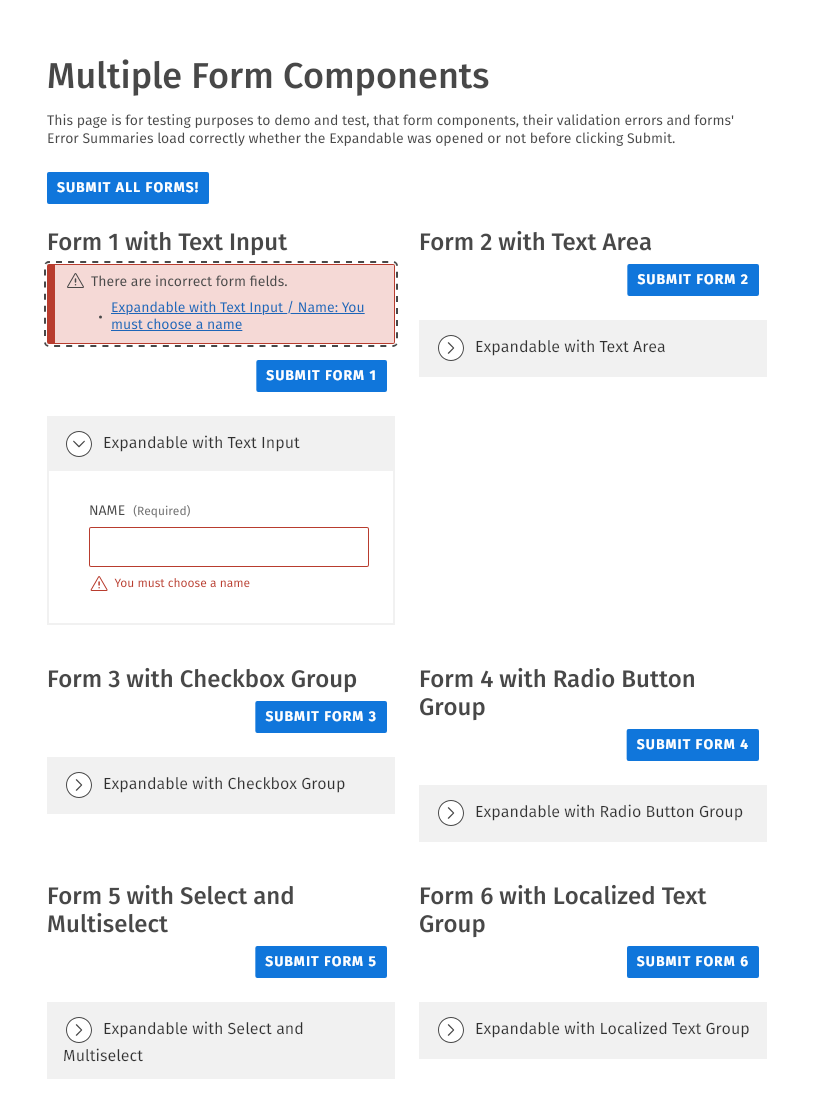 Multiple Form Components
This page is for testing purposes to demo and test, that form components, their validation errors and forms'
Error Summaries load correctly whether the Expandable was opened or not before clicking Submit.
SUBMIT ALL FORMS!
Form 1 with Text Input
There are incorrect form fields.
• Expandable with Text Input / Name: You
must choose a name
SUBMIT FORM 1
Expandable with Text Input
NAME (Required)
You must choose a name
Form 2 with Text Area
SUBMIT FORM 2
Expandable with Text Area
Form 3 with Checkbox Group
SUBMIT FORM 3
Expandable with Checkbox Group
Form 4 with Radio Button
Group
SUBMIT FORM 4
Expandable with Radio Button Group
Form 5 with Select and
Multiselect
SUBMIT FORM 5
Expandable with Select and
Multiselect
Form 6 with Localized Text
Group
SUBMIT FORM 6
Expandable with Localized Text Group